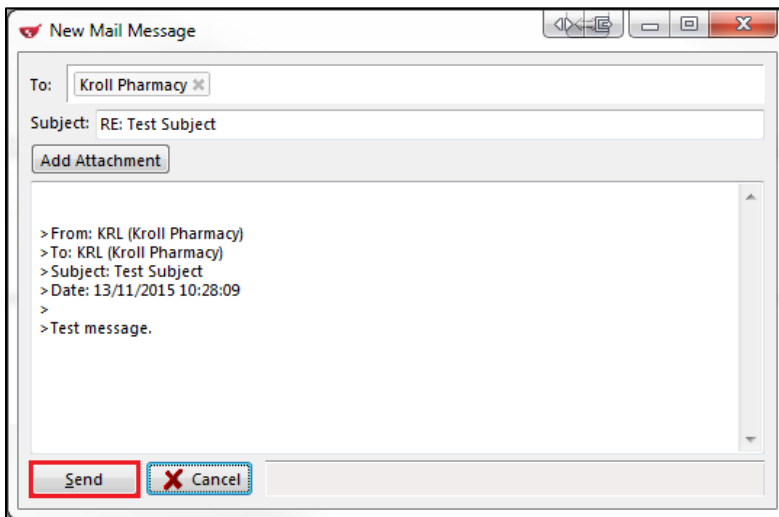 New Mail Message
To: Kroll Pharmacy
Subject: RE: Test Subject
Add Attachment
>From: KRL (Kroll Pharmacy)
>To: KRL (Kroll Pharmacy)
>Subject: Test Subject
>Date: 13/11/2015 10:28:09
>
>Test message.
Send Cancel